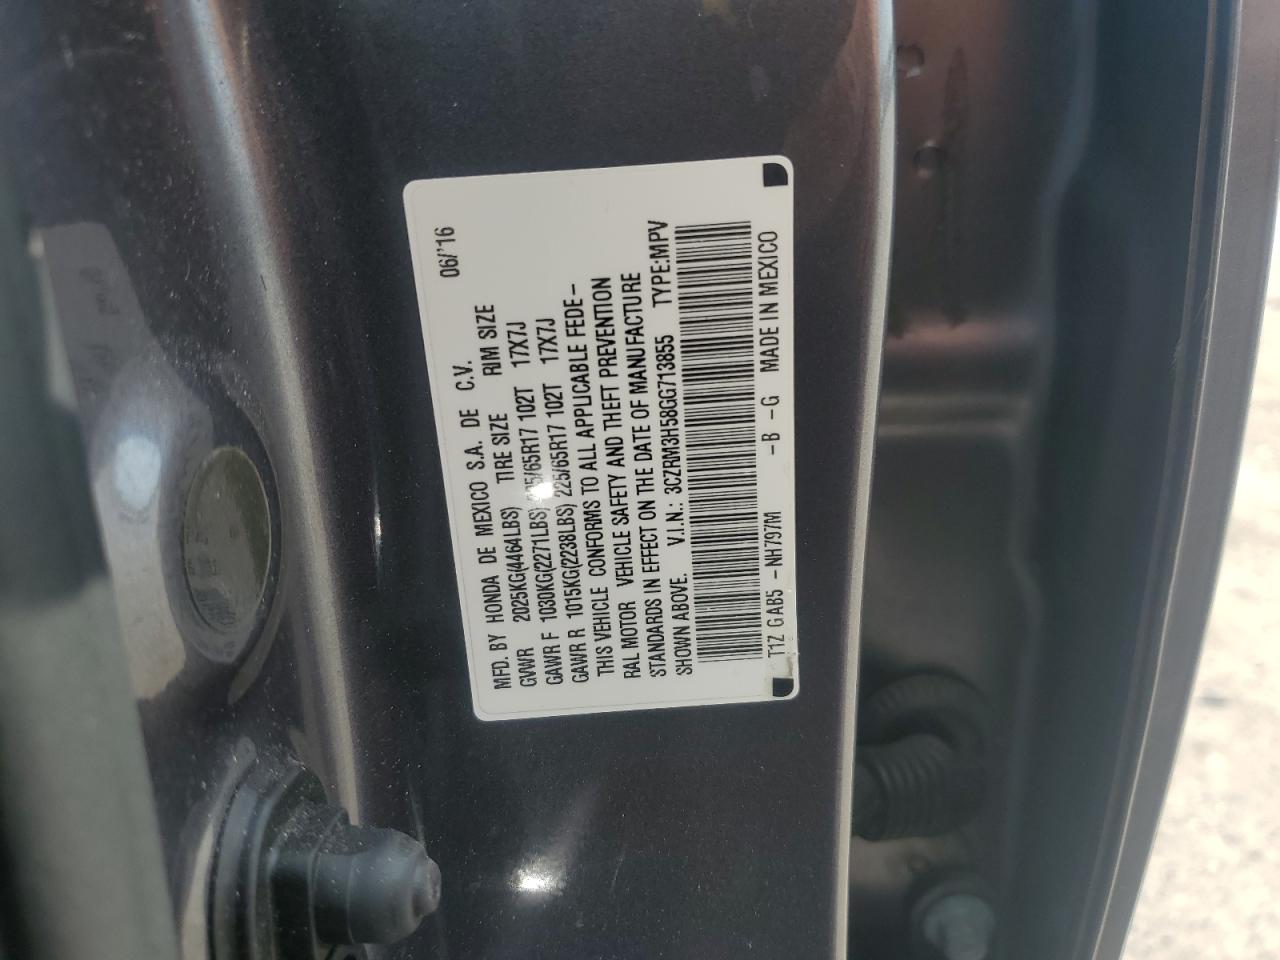 MFD. BY HONDA DE MEXICO S.A. DE C.V. 06/'16
GVWR 2025KG(4464LBS) TIRE SIZE RIM SIZE
GAWR F 1030KG(2271LBS) 225/65R17 102T 17X7J
GAWR R 1015KG(2238LBS) 225/65R17 102T 17X7J
THIS VEHICLE CONFORMS TO ALL APPLICABLE FEDE-
RAL MOTOR VEHICLE SAFETY AND THEFT PREVENTION
STANDARDS IN EFFECT ON THE DATE OF MANUFACTURE
SHOWN ABOVE. V.I.N.: 3CZRM3H58GG713855 TYPE:MPV
T1Z GAB5 -NH797M -B -G MADE IN MEXICO